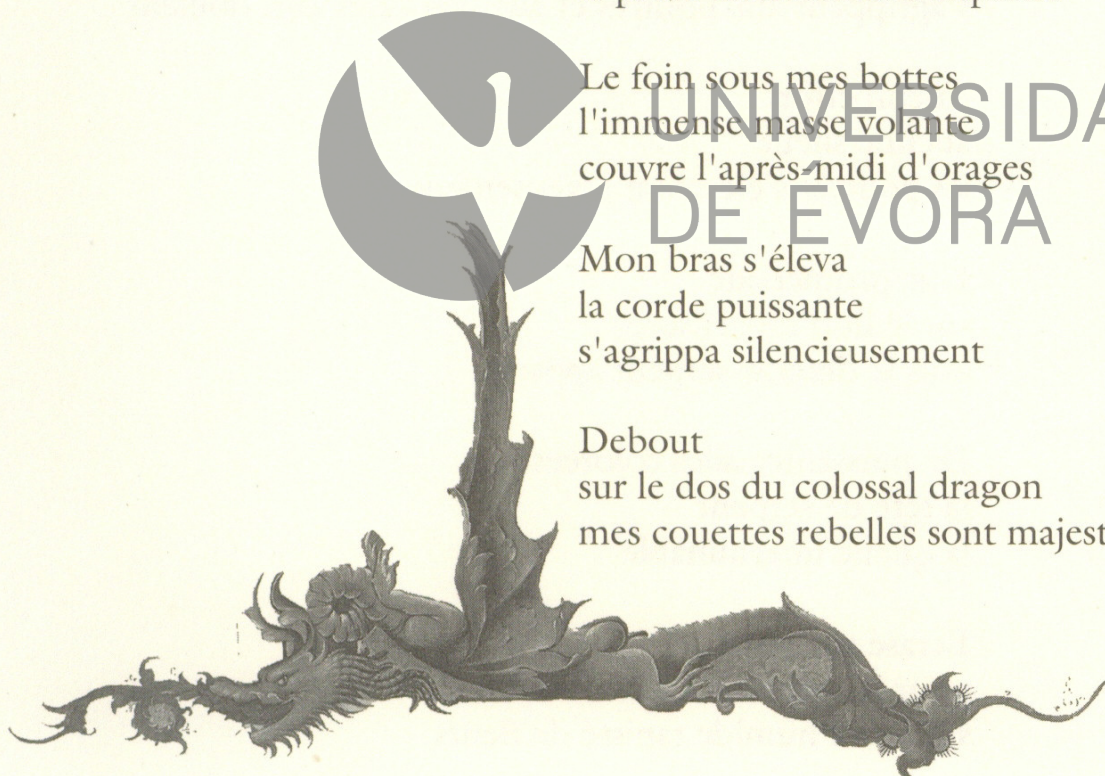 Le foin sous mes bottes
l'immense masse volante
couvre l'après-midi d'orages
UNIVERSIDA
DE ÉVORA
Mon bras s'éleva
la corde puissante
s'agrippa silencieusement
Debout
sur le dos du colossal dragon
mes couettes rebelles sont majest